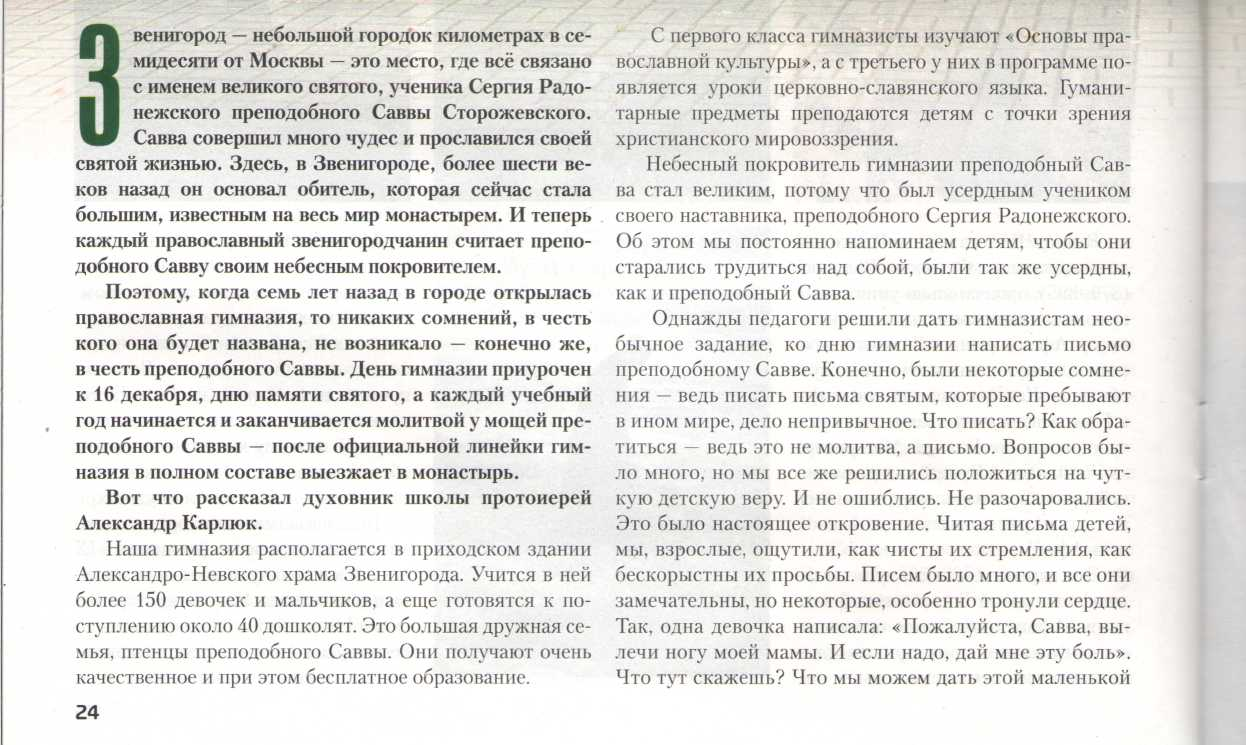 Звенигород — небольшой городок километрах в се-
мидесяти от Москвы — это место, где всё связано
с именем великого святого, ученика Сергия Радо-
нежского преподобного Саввы Сторожевского.
Савва совершил много чудес и прославился своей
святой жизнью. Здесь, в Звенигороде, более шести ве-
ков назад он основал обитель, которая сейчас стала
большим, известным на весь мир монастырем. И теперь
каждый православный звенигородчанин считает препо-
добного Савву своим небесным покровителем.
Поэтому, когда семь лет назад в городе открылась
православная гимназия, то никаких сомнений, в честь
кого она будет названа, не возникало — конечно же,
в честь преподобного Саввы. День гимназии приурочен
к 16 декабря, дню памяти святого, а каждый учебный
год начинается и заканчивается молитвой у мощей пре-
подобного Саввы — после официальной линейки гим-
назия в полном составе выезжает в монастырь.
Вот что рассказал духовник школы протоиерей
Александр Карлюк.
Наша гимназия располагается в приходском здании
Александро-Невского храма Звенигорода. Учится в ней
более 150 девочек и мальчиков, а еще готовятся к по-
ступлению около 40 дошколят. Это большая дружная се-
мья, птенцы преподобного Саввы. Они получают очень
качественное и при этом бесплатное образование.
С первого класса гимназисты изучают «Основы пра-
вославной культуры», а с третьего у них в программе по-
является уроки церковно-славянского языка. Гумани-
тарные предметы преподаются детям с точки зрения
христианского мировоззрения.
Небесный покровитель гимназии преподобный Сав-
ва стал великим, потому что был усердным учеником
своего наставника, преподобного Сергия Радонежского.
Об этом мы постоянно напоминаем детям, чтобы они
старались трудиться над собой, были так же усердны,
как и преподобный Савва.
Однажды педагоги решили дать гимназистам нео-
бычное задание, ко дню гимназии написать письмо
преподобному Савве. Конечно, были некоторые сомне-
ния — ведь писать письма святым, которые пребывают
в ином мире, дело непривычное. Что писать? Как обра-
титься — ведь это не молитва, а письмо. Вопросов бы-
ло много, но мы все же решились положиться на чут-
кую детскую веру. И не ошиблись. Не разочаровались.
Это было настоящее откровение. Читая письма детей,
мы, взрослые, ощутили, как чисты их стремления, как
бескорыстны их просьбы. Писем было много, и все они
замечательны, но некоторые, особенно тронули сердце.
Так, одна девочка написала: «Пожалуйста, Савва, вы-
лечи ногу моей мамы. И если надо, дай мне эту боль».
Что тут скажешь? Что мы можем дать этой маленькой
24